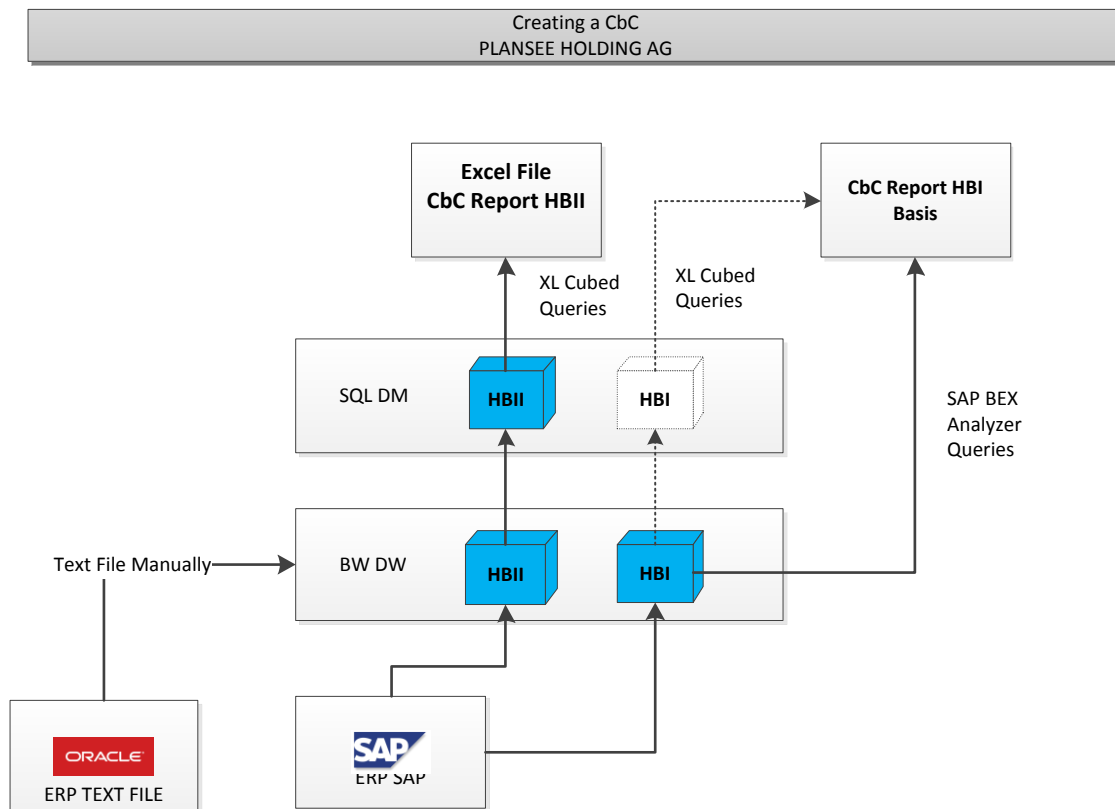 Creating a CbC
PLANSEE HOLDING AG
Excel File
CbC Report HBII
CbC Report HBI
Basis
XL Cubed
Queries
XL Cubed
Queries
SQL DM
HBII
HBI
SAP BEX
Analyzer
Queries
Text File Manually
BW DW
HBII
HBI
ORACLE
ERP TEXT FILE
SAP
ERP SAP